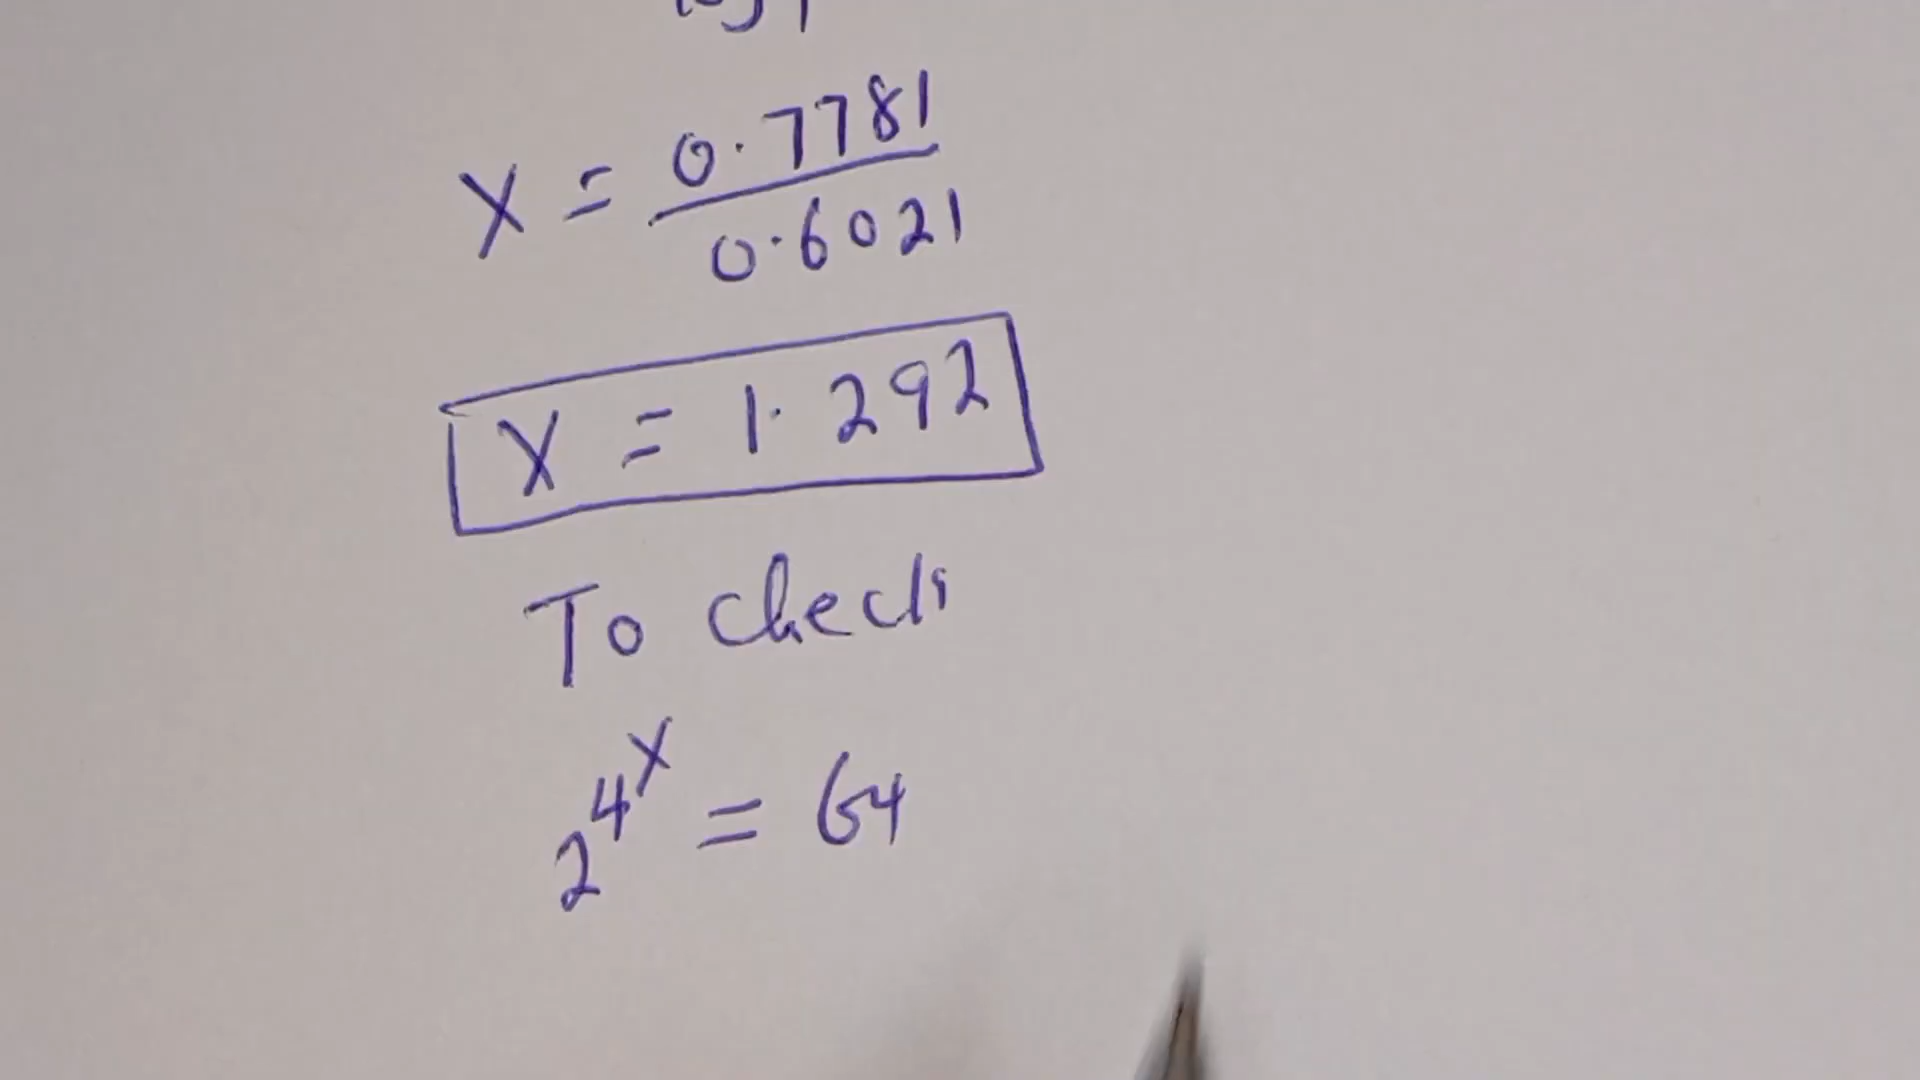 X = 0.7781 / 0.6021
X = 1.292
To check
2^4^X = 64